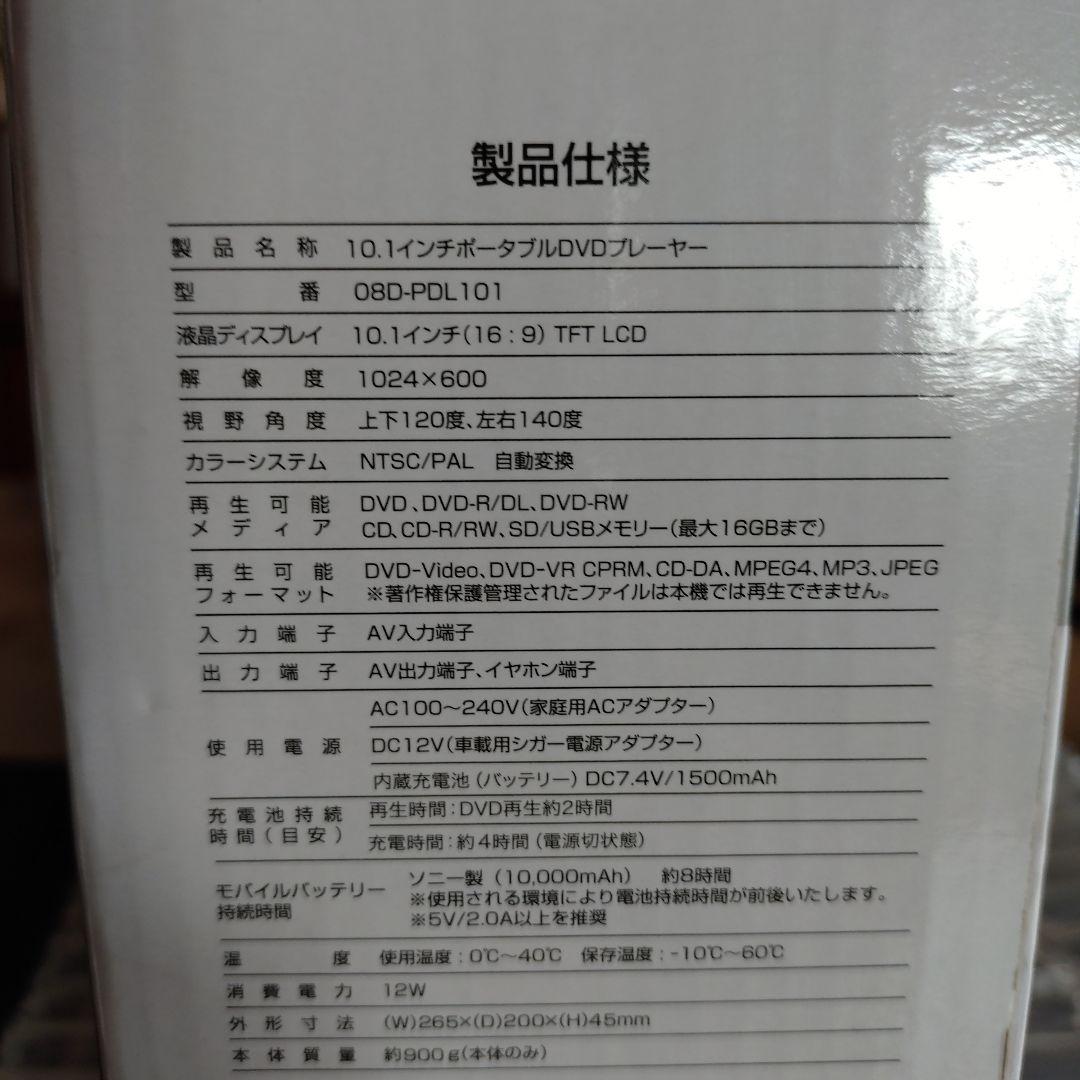 製品仕様
製品名称 10.1インチポータブルDVDプレーヤー
型番 08D-PDL101
液晶ディスプレイ 10.1インチ(16:9) TFT LCD
解像度 1024×600
視野角度 上下120度、左右140度
カラーシステム NTSC/PAL 自動変換
再生可能 DVD、DVD-R/DL、DVD-RW
メディア CD、CD-R/RW、SD/USBメモリー(最大16GBまで)
再生可能 DVD-Video、DVD-VR CPRM、CD-DA、MPEG4、MP3、JPEG
フォーマット ※著作権保護管理されたファイルは本機では再生できません。
入力端子 AV入力端子
出力端子 AV出力端子、イヤホン端子
AC100～240V(家庭用ACアダプター)
使用電源 DC12V(車載用シガー電源アダプター)
内蔵充電池(バッテリー) DC7.4V/1500mAh
充電池持続 再生時間:DVD再生約2時間
時間(目安) 充電時間:約4時間(電源切状態)
ソニー製(10,000mAh) 約8時間
モバイルバッテリー ※使用される環境により電池持続時間が前後いたします。
持続時間 ※5V/2.0A以上を推奨
温度 使用温度:0℃～40℃ 保存温度:-10℃～60℃
消費電力 12W
外形寸法 (W)265×(D)200×(H)45mm
本体質量 約900g(本体のみ)